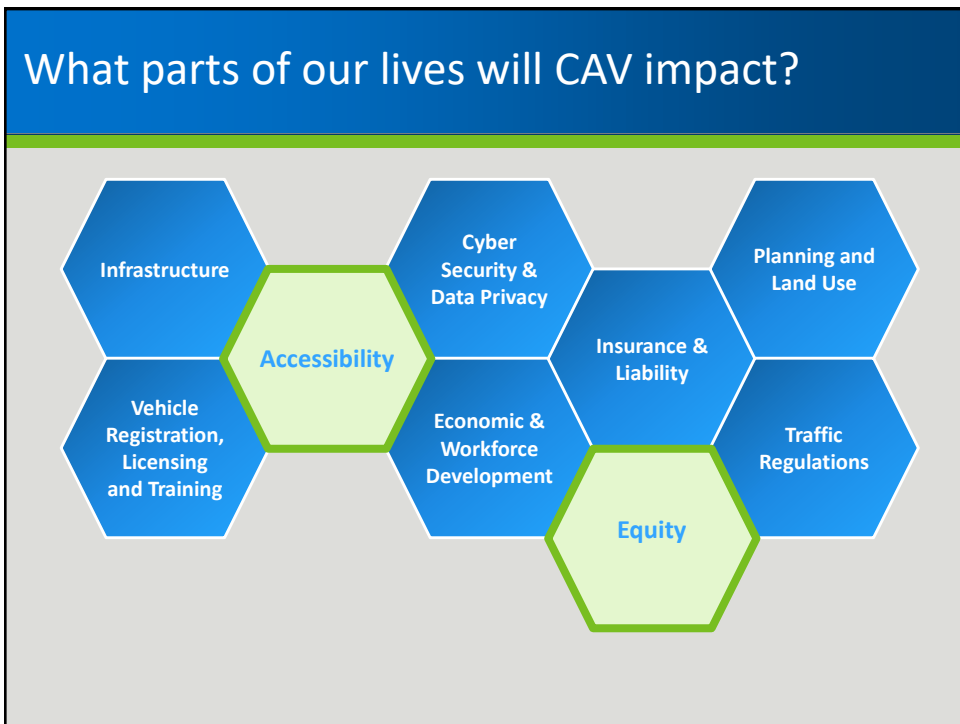 What parts of our lives will CAV impact?
Infrastructure
Vehicle
Registration,
Licensing
and Training
Accessibility
Cyber
Security &
Data Privacy
Economic &
Workforce
Development
Insurance &
Liability
Equity
Planning and
Land Use
Traffic
Regulations